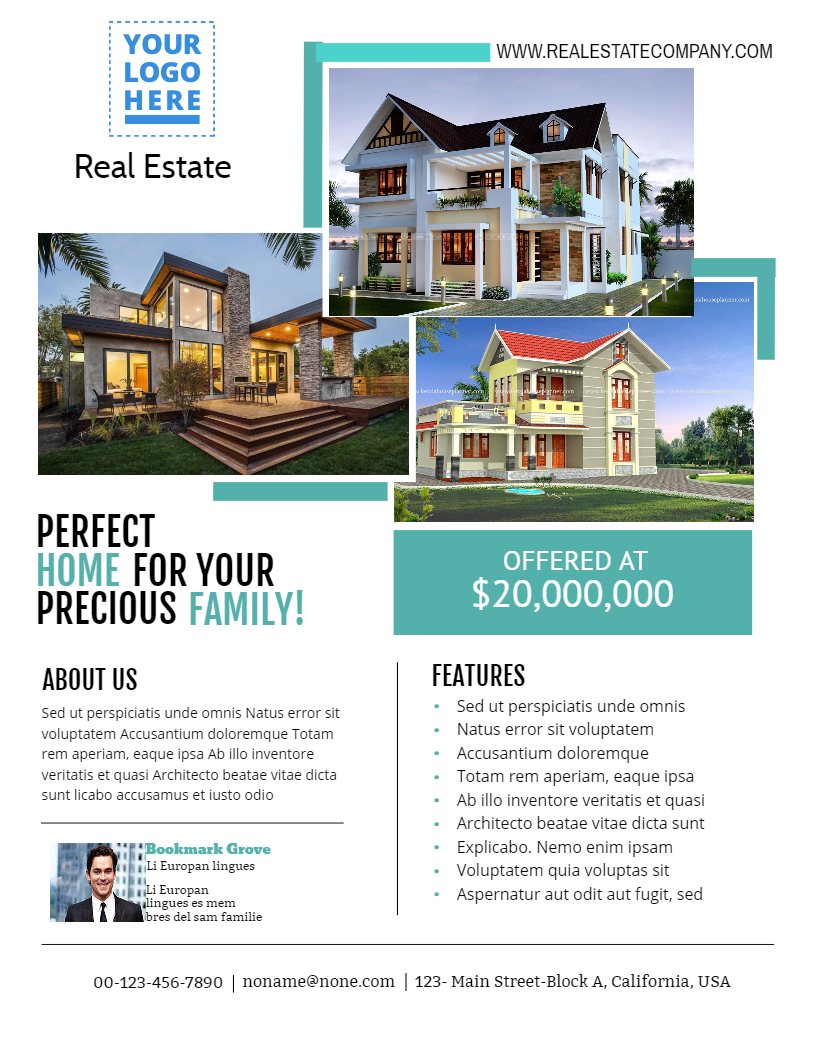 YOUR
LOGO
HERE
Real Estate
WWW.REALESTATECOMPANY.COM
www.keralahouseplanner.com
PERFECT
HOME FOR YOUR
PRECIOUS FAMILY!
OFFERED AT
$20,000,000
ABOUT US
Sed ut perspiciatis unde omnis Natus error sit
voluptatem Accusantium doloremque Totam
rem aperiam, eaque ipsa Ab illo inventore
veritatis et quasi Architecto beatae vitae dicta
sunt licabo accusamus et iusto odio
Bookmark Grove
Li Europan lingues
Li Europan
lingues es mem
bres del sam familie
FEATURES
• Sed ut perspiciatis unde omnis
• Natus error sit voluptatem
• Accusantium doloremque
• Totam rem aperiam, eaque ipsa
• Ab illo inventore veritatis et quasi
• Architecto beatae vitae dicta sunt
• Explicabo. Nemo enim ipsam
• Voluptatem quia voluptas sit
• Aspernatur aut odit aut fugit, sed
00-123-456-7890 | noname@none.com | 123- Main Street-Block A, California, USA